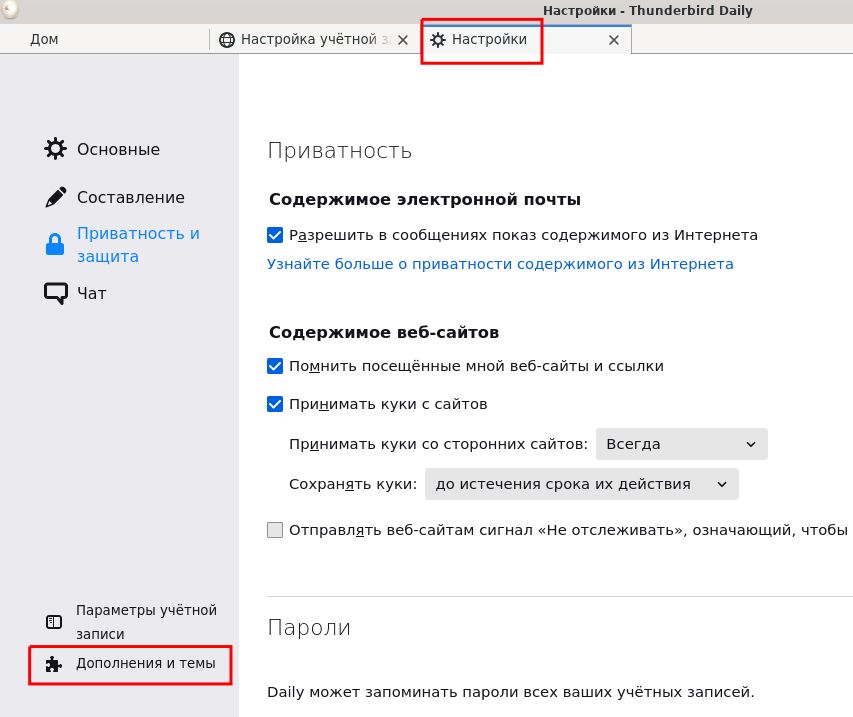 Настройки - Thunderbird Daily
Дом
Настройка учётной
Настройки
Основные
Составление
Приватность и
защита
Чат
Параметры учётной
записи
Дополнения и темы
Приватность
Содержимое электронной почты
Разрешить в сообщениях показ содержимого из Интернета
Узнайте больше о приватности содержимого из Интернета
Содержимое веб-сайтов
Помнить посещённые мной веб-сайты и ссылки
Принимать куки с сайтов
Принимать куки со сторонних сайтов: Всегда
Сохранять куки: до истечения срока их действия
Отправлять веб-сайтам сигнал «Не отслеживать», означающий, чтобы
Пароли
Daily может запоминать пароли всех ваших учётных записей.